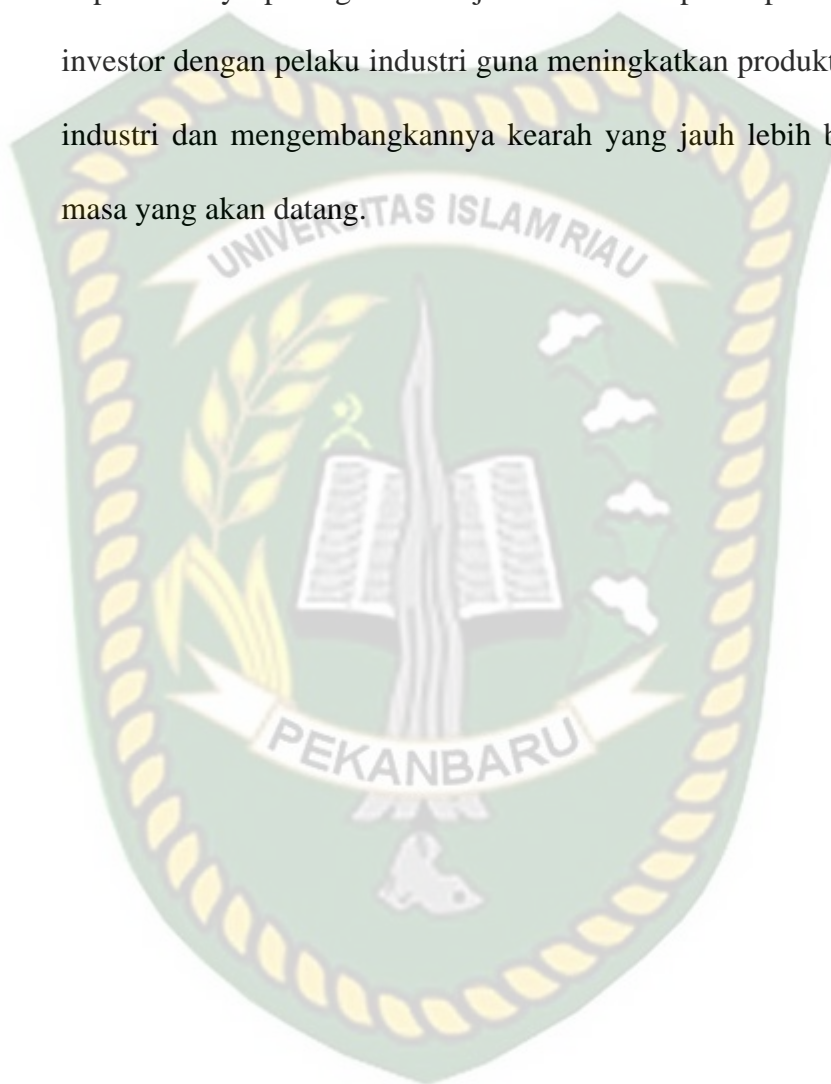 investor dengan pelaku industri guna meningkatkan
industri dan mengembangkannya kearah yang jauh lebih
masa yang akan datang.
UNIVERSITAS ISLAM RIAU
PEKANBARU